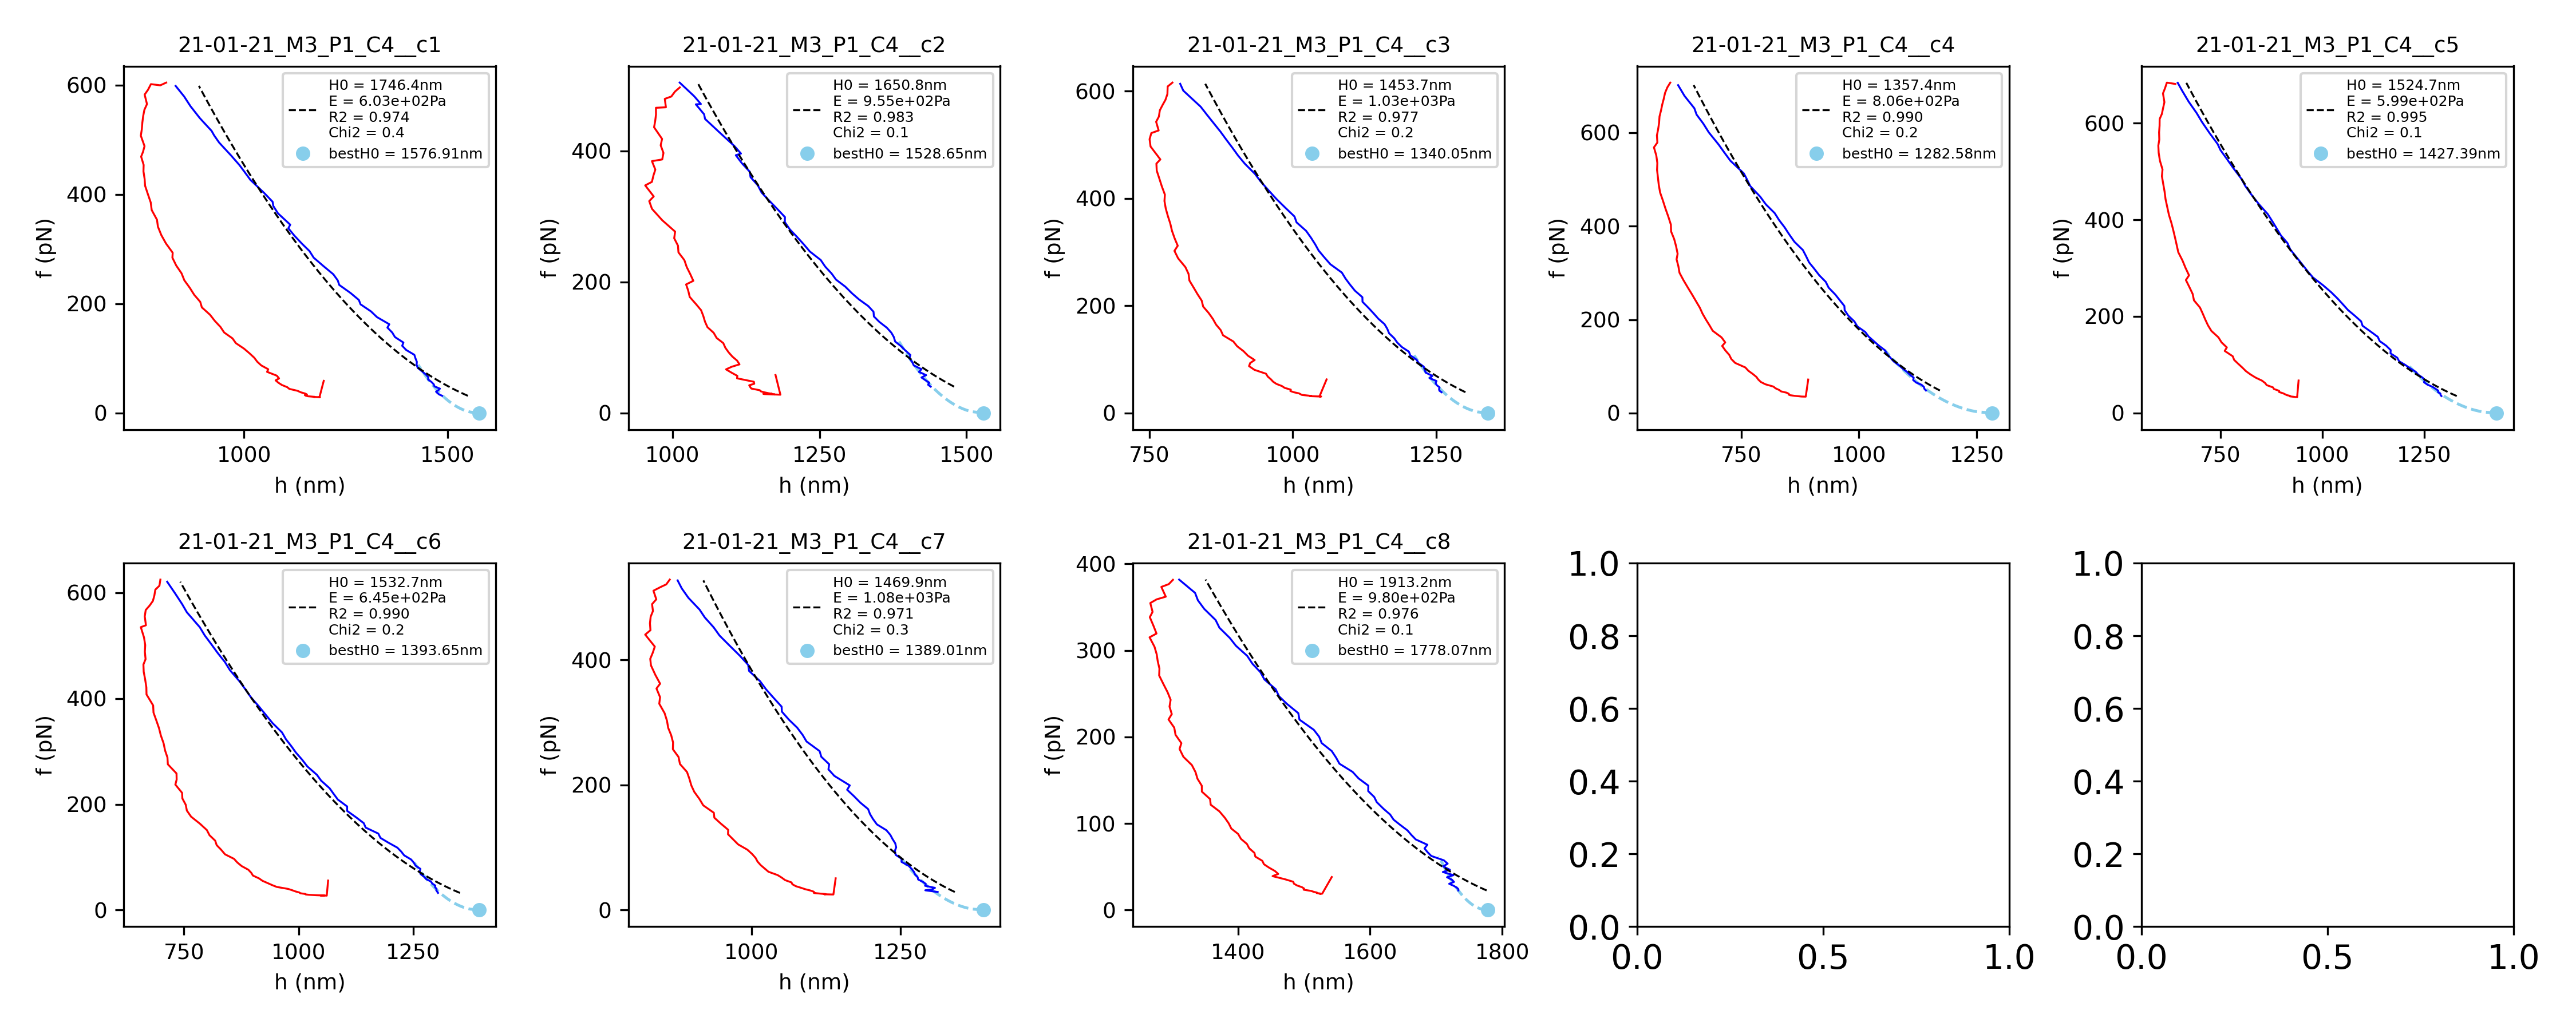 21-01-21_M3_P1_C4__c1
H0 = 1746.4nm
E = 6.03e+02Pa
R2 = 0.974
Chi2 = 0.4
bestH0 = 1576.91nm
600
400
200
0
f (pN)
1000
1500
h (nm)
21-01-21_M3_P1_C4__c2
H0 = 1650.8nm
E = 9.55e+02Pa
R2 = 0.983
Chi2 = 0.1
bestH0 = 1528.65nm
400
200
0
f (pN)
1000
1250
1500
h (nm)
21-01-21_M3_P1_C4__c3
H0 = 1453.7nm
E = 1.03e+03Pa
R2 = 0.977
Chi2 = 0.2
bestH0 = 1340.05nm
600
400
200
0
f (pN)
750
1000
1250
h (nm)
21-01-21_M3_P1_C4__c4
H0 = 1357.4nm
E = 8.06e+02Pa
R2 = 0.990
Chi2 = 0.2
bestH0 = 1282.58nm
600
400
200
0
f (pN)
750
1000
1250
h (nm)
21-01-21_M3_P1_C4__c5
H0 = 1524.7nm
E = 5.99e+02Pa
R2 = 0.995
Chi2 = 0.1
bestH0 = 1427.39nm
600
400
200
0
f (pN)
750
1000
1250
h (nm)
21-01-21_M3_P1_C4__c6
H0 = 1532.7nm
E = 6.45e+02Pa
R2 = 0.990
Chi2 = 0.2
bestH0 = 1393.65nm
600
400
200
0
f (pN)
750
1000
1250
h (nm)
21-01-21_M3_P1_C4__c7
H0 = 1469.9nm
E = 1.08e+03Pa
R2 = 0.971
Chi2 = 0.3
bestH0 = 1389.01nm
400
200
0
f (pN)
1000
1250
h (nm)
21-01-21_M3_P1_C4__c8
H0 = 1913.2nm
E = 9.80e+02Pa
R2 = 0.976
Chi2 = 0.1
bestH0 = 1778.07nm
400
300
200
100
0
f (pN)
1400
1600
1800
h (nm)
1.0
0.8
0.6
0.4
0.2
0.0
0.0
0.5
1.0
1.0
0.8
0.6
0.4
0.2
0.0
0.0
0.5
1.0